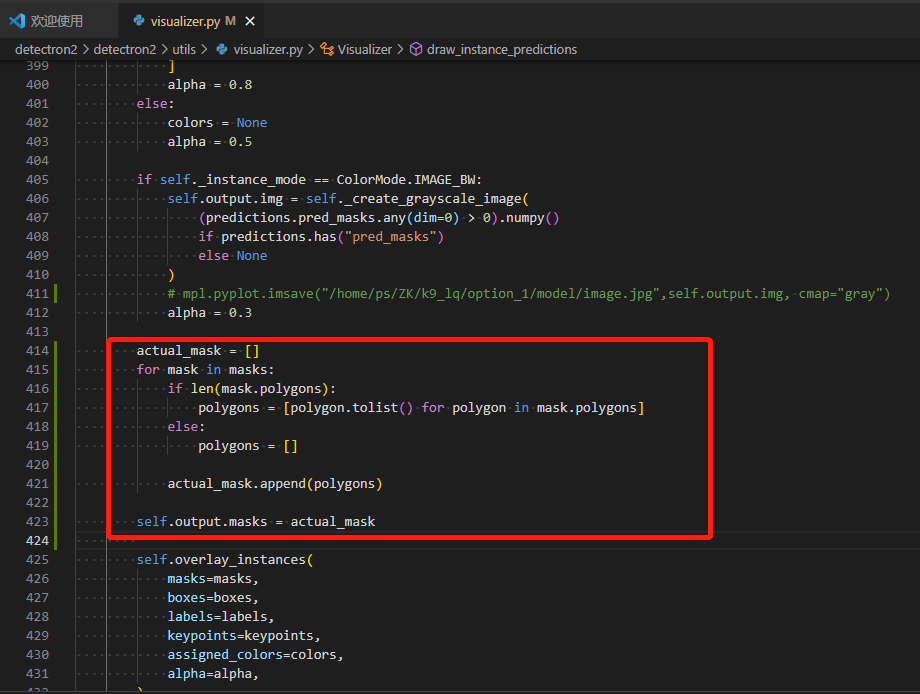 欢迎使用
visualizer.py M
detectron2 > detectron2 > utils > visualizer.py > Visualizer > draw_instance_predictions
399 ]
400 alpha = 0.8
401 else:
402 colors = None
403 alpha = 0.5
404
405 if self._instance_mode == ColorMode.IMAGE_BW:
406 self.output.img = self._create_grayscale_image(
407 (predictions.pred_masks.any(dim=0) > 0).numpy()
408 if predictions.has("pred_masks")
409 else None
410 )
411 # mpl.pyplot.imsave("/home/ps/ZK/k9_lq/option_1/model/image.jpg",self.output.img, cmap="gray")
412 alpha = 0.3
413
414 actual_mask = []
415 for mask in masks:
416 if len(mask.polygons):
417 polygons = [polygon.tolist() for polygon in mask.polygons]
418 else:
419 polygons = []
420
421 actual_mask.append(polygons)
422
423 self.output.masks = actual_mask
424
425 self.overlay_instances(
426 masks=masks,
427 boxes=boxes,
428 labels=labels,
429 keypoints=keypoints,
430 assigned_colors=colors,
431 alpha=alpha,
432 )